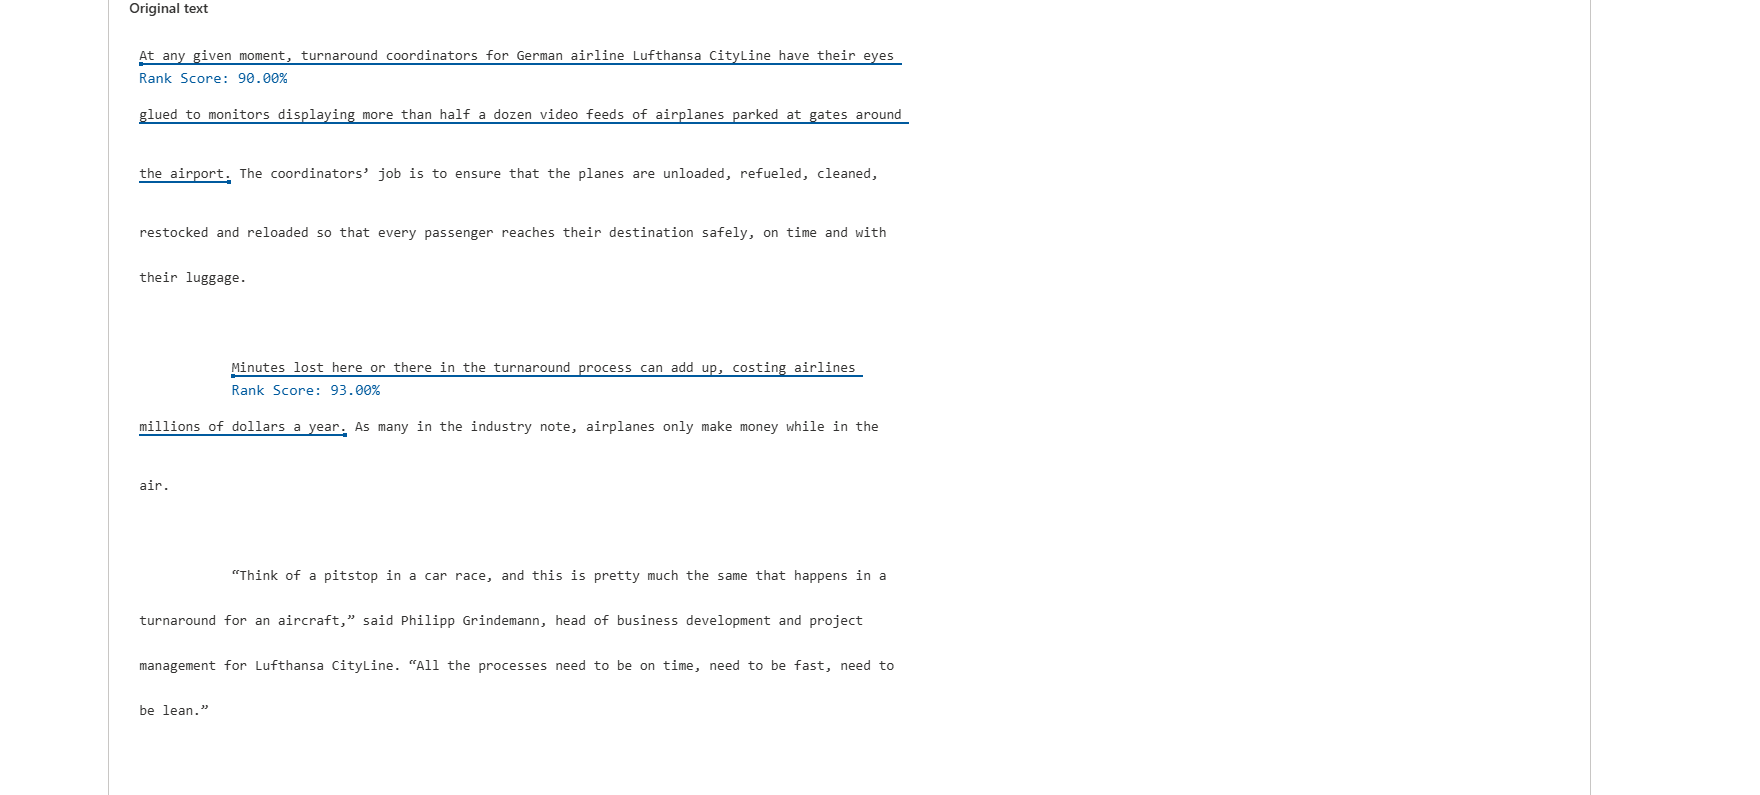 Original text
At any given moment, turnaround coordinators for German airline Lufthansa CityLine have their eyes
Rank Score: 90.00%
glued to monitors displaying more than half a dozen video feeds of airplanes parked at gates around
the airport. The coordinators’ job is to ensure that the planes are unloaded, refueled, cleaned,
restocked and reloaded so that every passenger reaches their destination safely, on time and with
their luggage.
Minutes lost here or there in the turnaround process can add up, costing airlines
Rank Score: 93.00%
millions of dollars a year. As many in the industry note, airplanes only make money while in the
air.
“Think of a pitstop in a car race, and this is pretty much the same that happens in a
turnaround for an aircraft,” said Philipp Grindemann, head of business development and project
management for Lufthansa CityLine. “All the processes need to be on time, need to be fast, need to
be lean.”